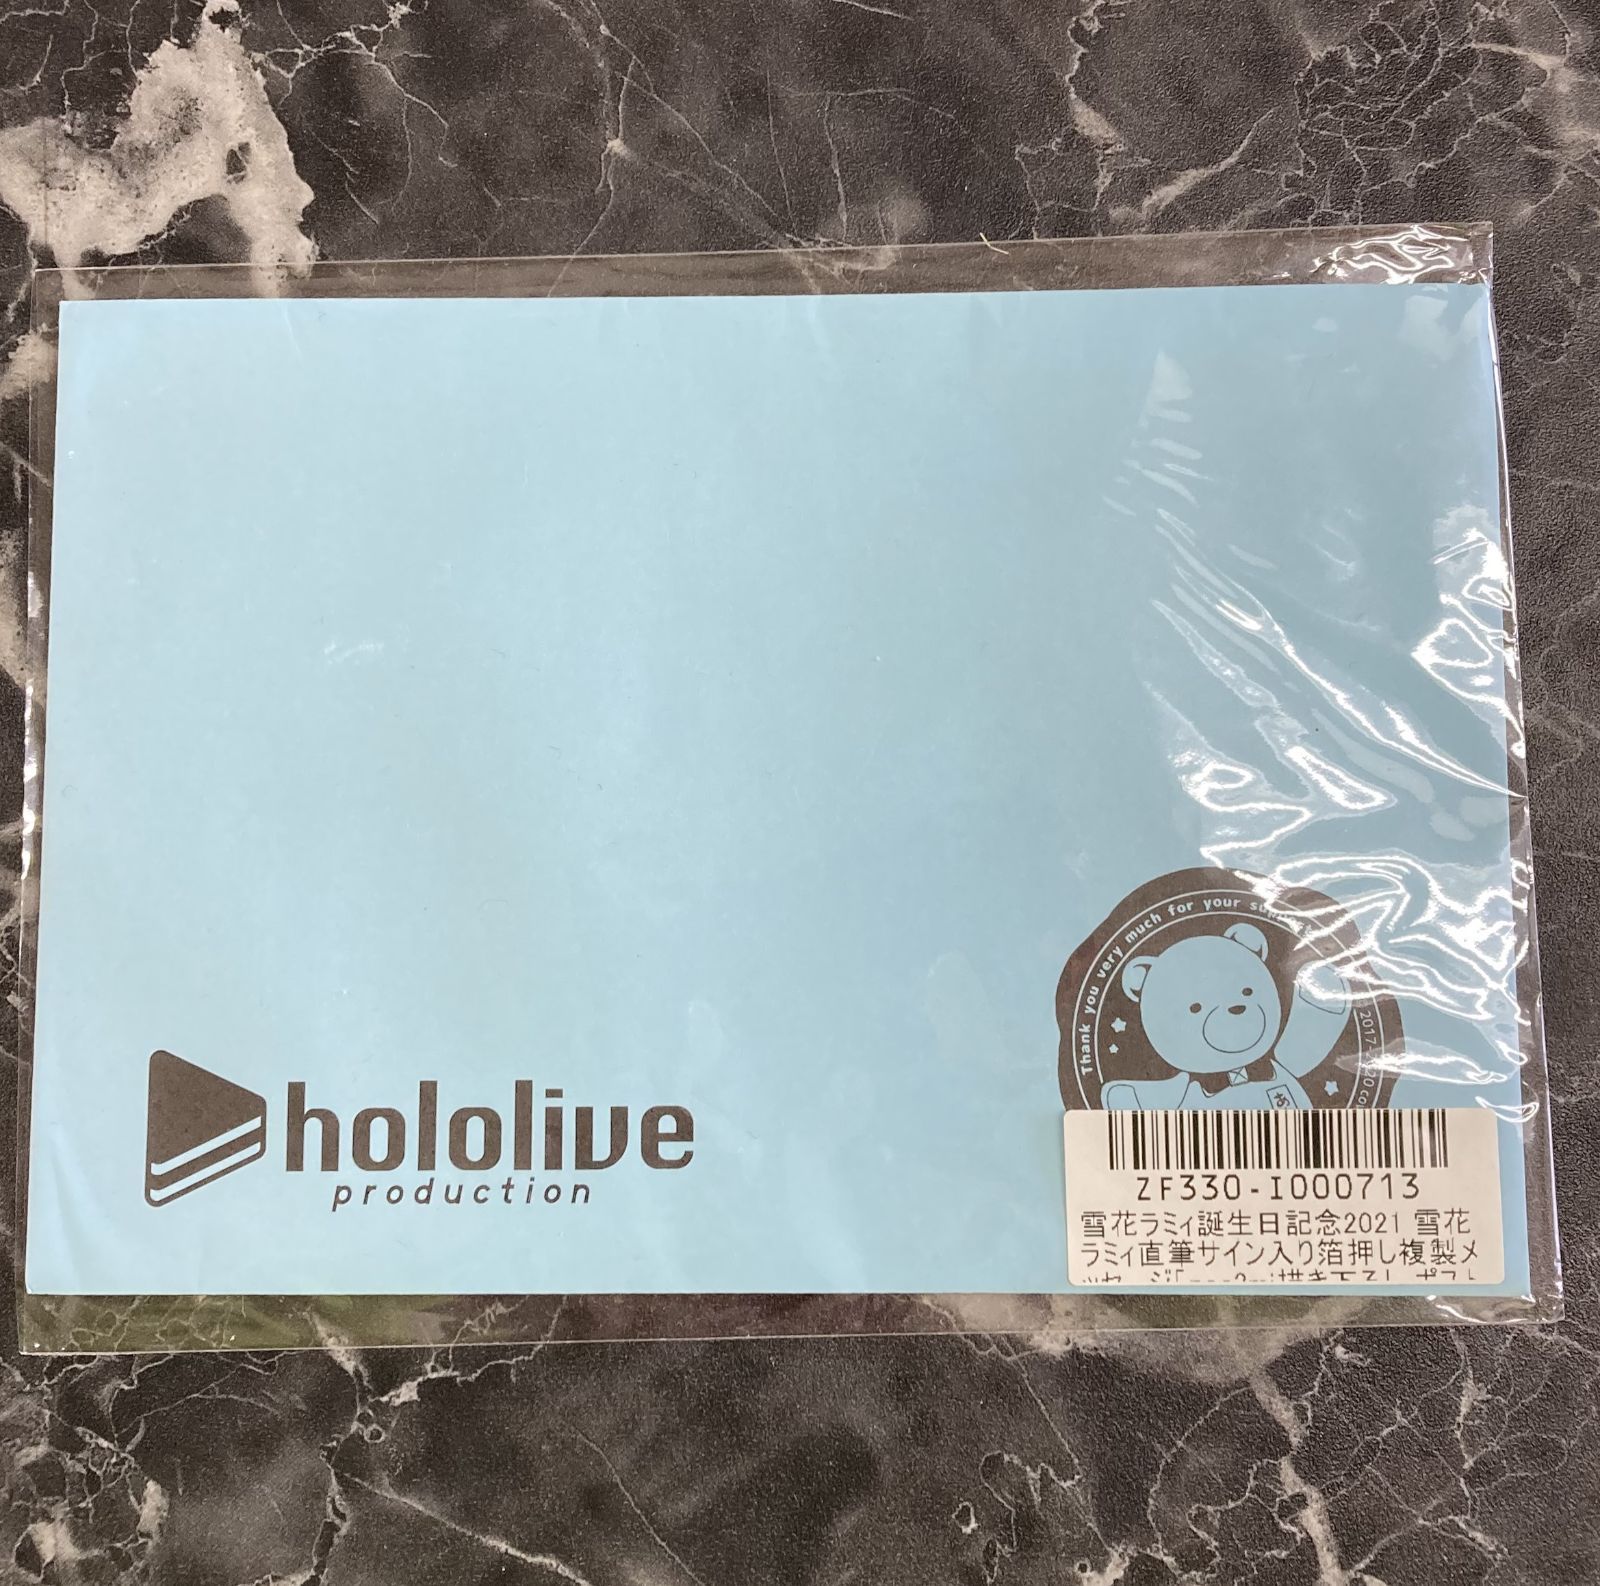 Thank you very much for your
2017-
hololive
production
あ
ZF330-I000713
雪花ラミィ誕生日記念2021 雪花
ラミィ直筆サイン入り箔押し複製メ